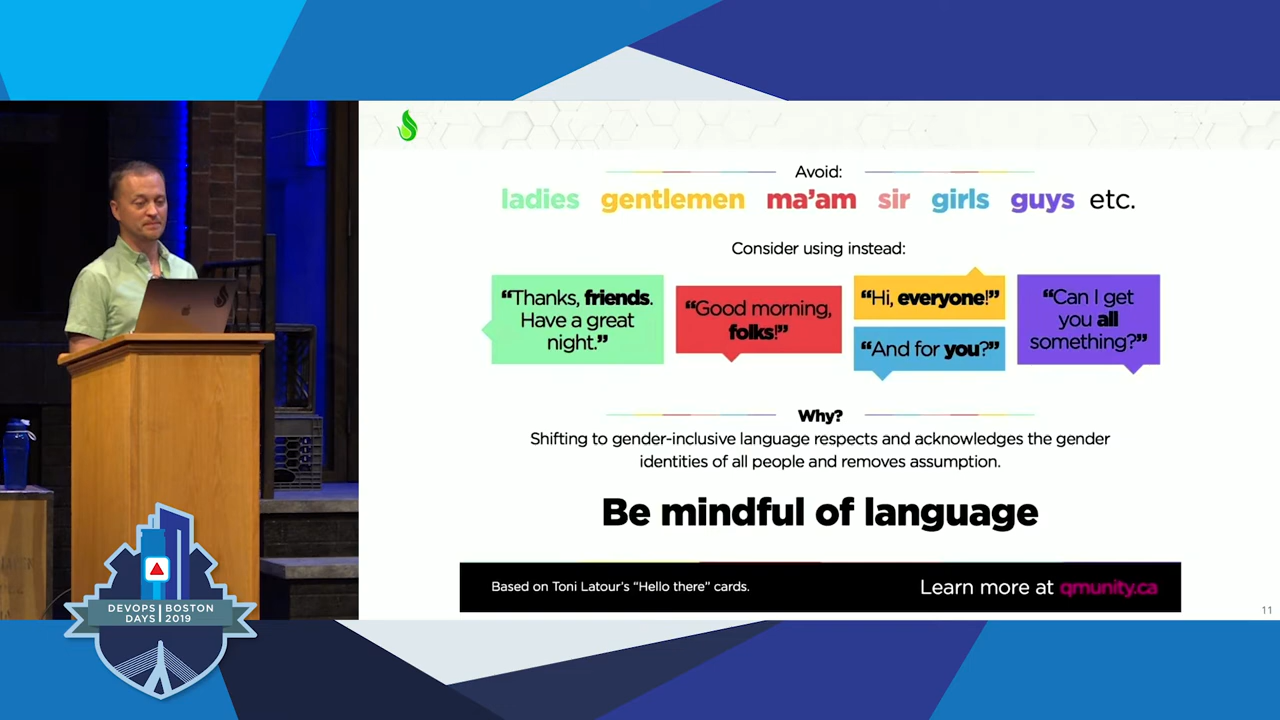 Avoid:
ladies gentlemen ma’am sir girls guys etc.
Consider using instead:
“Thanks, friends.
Have a great
night.”
“Good morning,
folks!”
“Hi, everyone!”
“And for you?”
“Can I get
you all
something?”
Why?
Shifting to gender-inclusive language respects and acknowledges the gender
identities of all people and removes assumption.
Be mindful of language
Based on Toni Latour’s “Hello there” cards.
Learn more at qmunity.ca
11
DEVOPS BOSTON
DAYS 2019